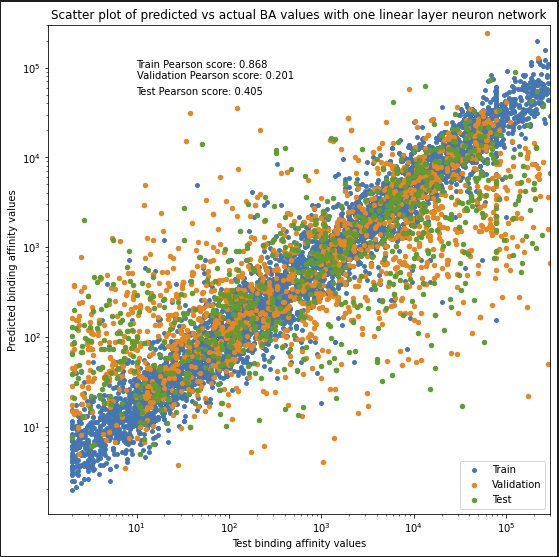 Scatter plot of predicted vs actual BA values with one linear layer neuron network
Train Pearson score: 0.868
Validation Pearson score: 0.201
Test Pearson score: 0.405
Predicted binding affinity values
10⁵
10⁴
10³
10²
10¹
10¹ 10² 10³ 10⁴ 10⁵
Test binding affinity values
Train
Validation
Test